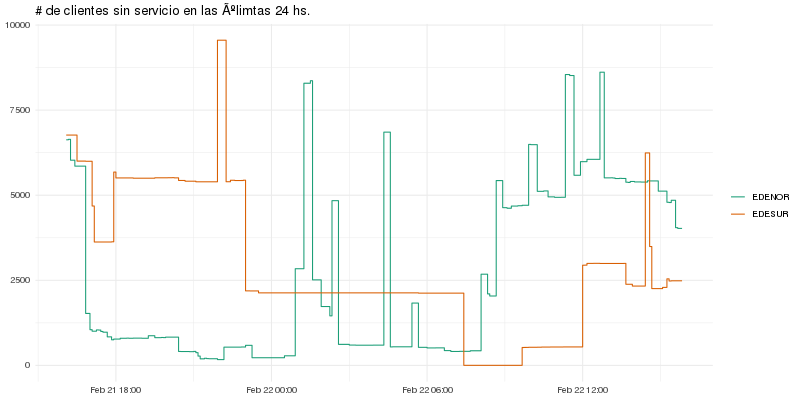 # de clientes sin servicio en las Ãºlimtas 24 hs.
10000
7500
5000
2500
0
Feb 21 18:00
Feb 22 00:00
Feb 22 06:00
Feb 22 12:00
EDENOR
EDESUR